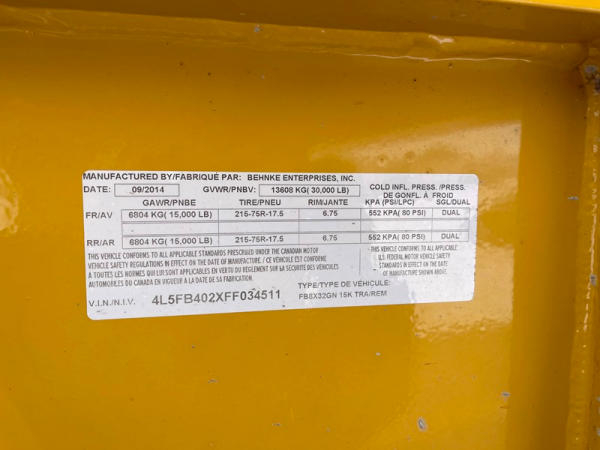 MANUFACTURED BY/FABRIQUÉ PAR: BEHNKE ENTERPRISES, INC.
DATE: 09/2014 GVWR/PNBV: 13608 KG( 30,000 LB)
COLD INFL. PRESS. /PRESS. DE GONFL. À FROID
GAWR/PNBE TIRE/PNEU RIM/JANTE KPA (PSI/LPC) SGL/DUAL
FR/AV 6804 KG( 15,000 LB) 215-75R-17.5 6.75 552 KPA( 80 PSI) DUAL
RR/AR 6804 KG( 15,000 LB) 215-75R-17.5 6.75 552 KPA( 80 PSI) DUAL
THIS VEHICLE CONFORMS TO ALL APPLICABLE STANDARDS PRESCRIBED UNDER THE CANADIAN MOTOR
VEHICLE SAFETY REGULATIONS IN EFFECT ON THE DATE OF MANUFACTURE / CE VÉHICULE EST CONFORME
À TOUTES LES NORMES QUI LUI SONT APPLICABLES EN VERTU DU RÈGLEMENT SUR LA SÉCURITÉ DES VÉHICULES
AUTOMOBILES DU CANADA EN VIGUEUR À LA DATE DE SA FABRICATION.
THIS VEHICLE CONFORMS TO ALL APPLICABLE
U.S. FEDERAL MOTOR VEHICLE SAFETY
STANDARDS IN EFFECT ON THE DATE OF
MANUFACTURE SHOWN ABOVE.
V.I.N./N.I.V. 4L5FB402XFF034511
TYPE/TYPE DE VÉHICULE:
FB8X32GN 15K TRA/REM